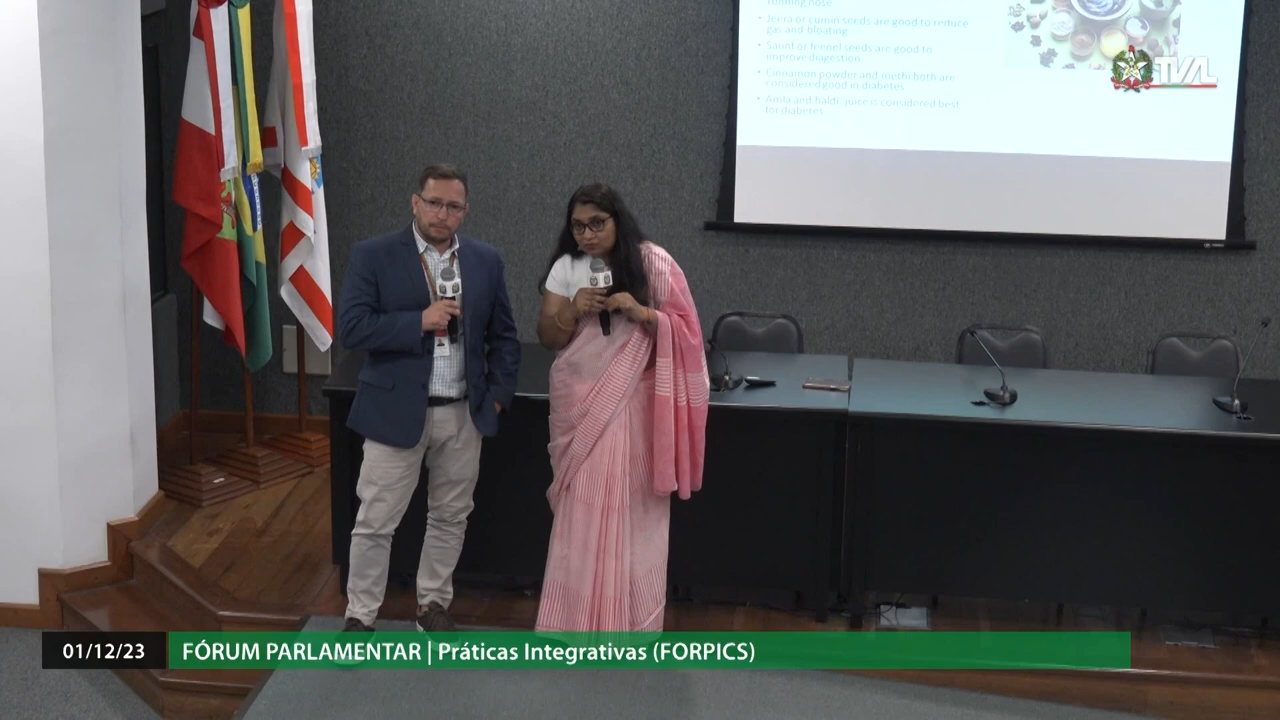 running nose
• Jeera or cumin seeds are good to reduce
gas and bloating
• Saunf or feenel seeds are good to
improve diagestion
• Cinnamon powder and methi both are
considered good in diabetes
• Amla and haldi juice is considered best
for diabetes
TVAL
01/12/23
FÓRUM PARLAMENTAR | Práticas Integrativas (FORPICS)